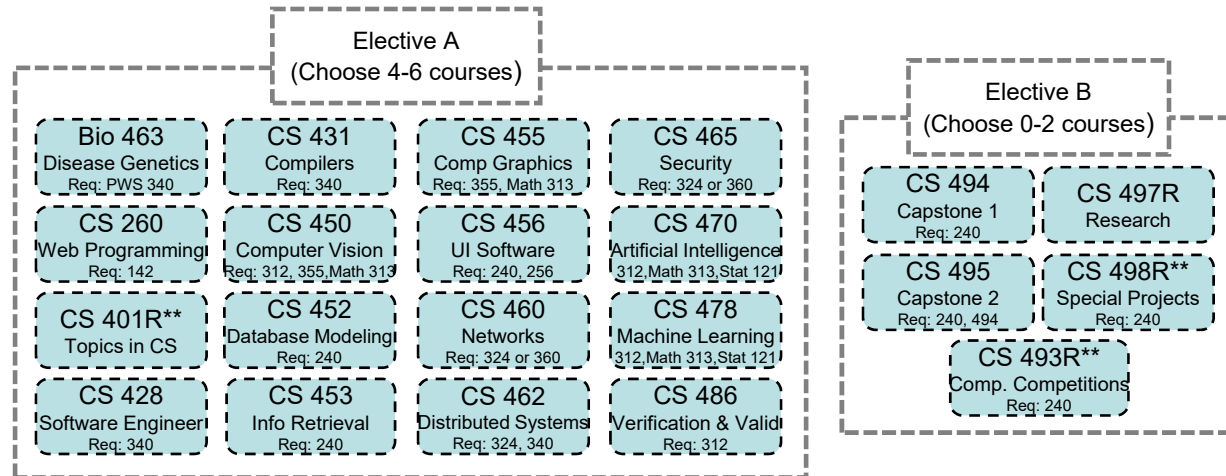 Elective A
(Choose 4-6 courses)
Bio 463
Disease Genetics
Req: PWS 340
CS 431
Compilers
Req: 340
CS 455
Comp Graphics
Req: 355, Math 313
CS 465
Security
Req: 324 or 360
CS 260
Web Programming
Req: 142
CS 450
Computer Vision
Req: 312, 355,Math 313
CS 456
UI Software
Req: 240, 256
CS 470
Artificial Intelligence
312,Math 313,Stat 121
CS 401R**
Topics in CS
CS 452
Database Modeling
Req: 240
CS 460
Networks
Req: 324 or 360
CS 478
Machine Learning
312,Math 313,Stat 121
CS 428
Software Engineer
Req: 340
CS 453
Info Retrieval
Req: 240
CS 462
Distributed Systems
Req: 324, 340
CS 486
Verification & Valid
Req: 312
Elective B
(Choose 0-2 courses)
CS 494
Capstone 1
Req: 240
CS 497R
Research
CS 495
Capstone 2
Req: 240, 494
CS 498R**
Special Projects
Req: 240
CS 493R**
Comp. Competitions
Req: 240